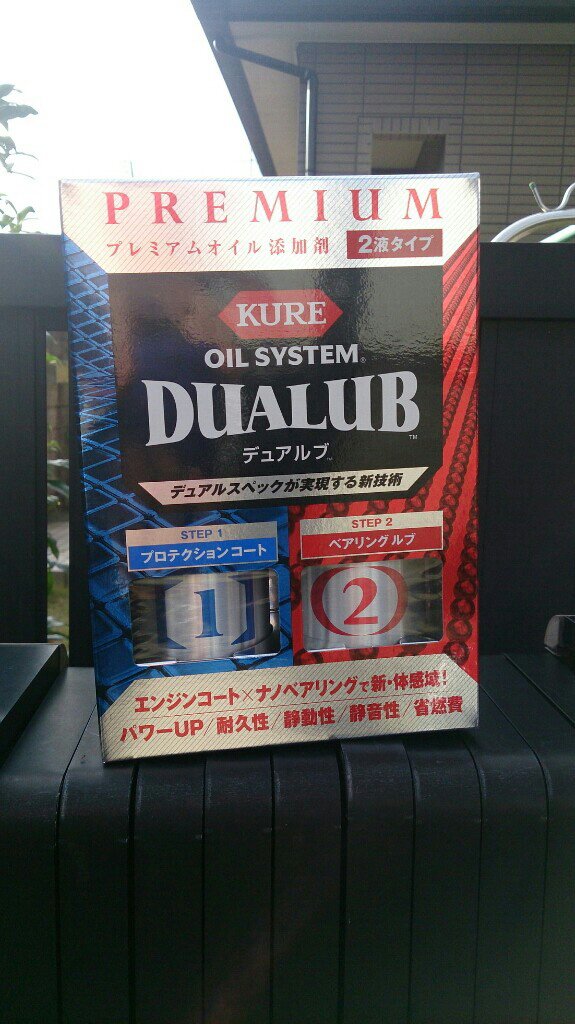 PREMIUM
プレミアムオイル添加剤 2液タイプ
KURE
OIL SYSTEM®
DUALUB™
デュアルブ™
デュアルスペックが実現する新技術
STEP 1
プロテクションコート
STEP 2
ベアリングルブ
1
2
エンジンコート×ナノベアリングで新・体感域!
パワーUP/耐久性/静動性/静音性/省燃費